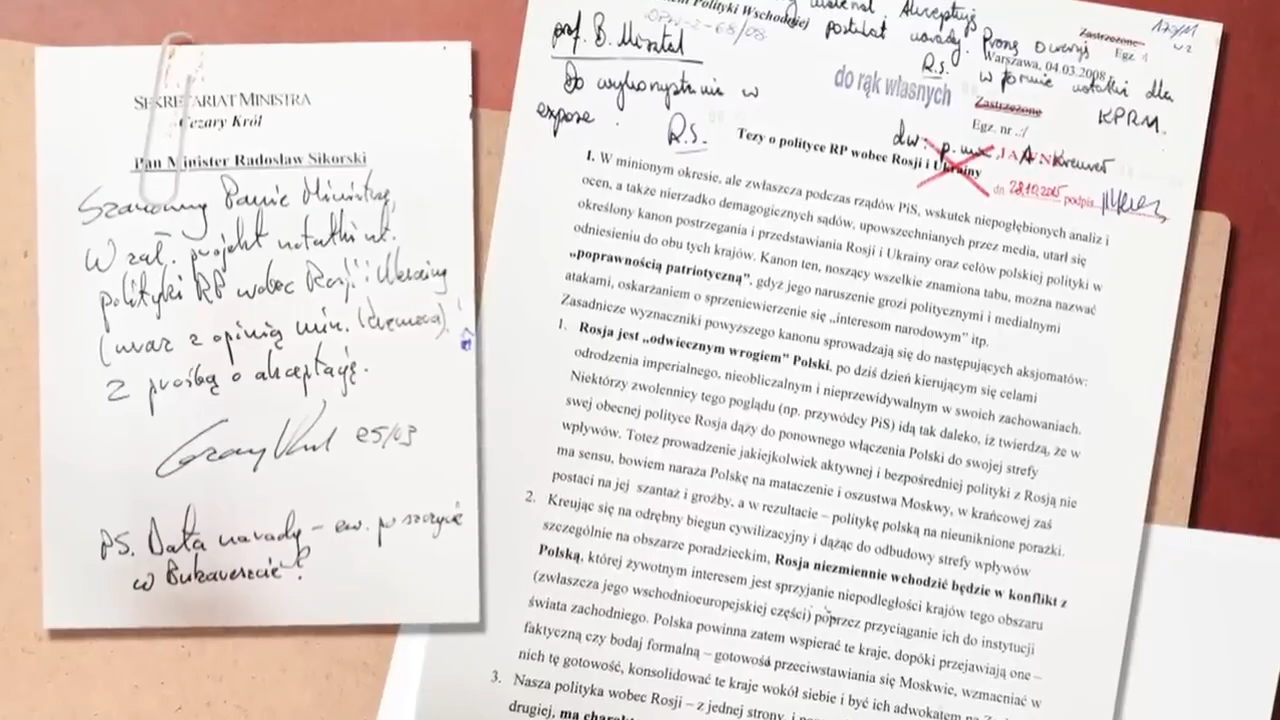 SEKRETARIAT MINISTRA
Cezary Król
Pan Minister Radosław Sikorski
Szanowny Panie Ministrze,
W zał. projekt notatki nt.
polityki RP wobec Rosji i Ukrainy
(wraz z opinią min. Kremera).
Z prośbą o akceptację.
25/03
PS. Data narady – ew. po szczycie
w Bukareszcie?
Polityki Wschodniej
Akceptuję
postulat narady. Proszę o wersję
w formie notatki dla
KPRM.
R.S.
prof. B. Misztal
Do wykorzystania w
expose.
R.S.
do rąk własnych
Zastrzeżone
Egz.
Warszawa, 04.03.2008
Zastrzeżone
Egz. nr
Tezy o polityce RP wobec Rosji i Ukrainy
JAWNE
dn 28.10.2015 podpis
I. W minionym okresie, ale zwłaszcza podczas rządów PiS, wskutek niepogłębionych analiz i
ocen, a także nierzadko demagogicznych sądów, upowszechnianych przez media, utarł się
określony kanon postrzegania i przedstawiania Rosji i Ukrainy oraz celów polskiej polityki w
odniesieniu do obu tych krajów. Kanon ten, noszący wszelkie znamiona tabu, można nazwać
„poprawnością patriotyczną”, gdyż jego naruszenie grozi politycznymi i medialnymi
atakami, oskarżaniem o sprzeniewierzenie się „interesom narodowym” itp.
Zasadnicze wyznaczniki powyższego kanonu sprowadzają się do następujących aksjomatów:
1. Rosja jest „odwiecznym wrogiem” Polski, po dziś dzień kierującym się celami
odrodzenia imperialnego, nieobliczalnym i nieprzewidywalnym w swoich zachowaniach.
Niektórzy zwolennicy tego poglądu (np. przywódcy PiS) idą tak daleko, iż twierdzą, że w
swej obecnej polityce Rosja dąży do ponownego włączenia Polski do swojej strefy
wpływów. Toteż prowadzenie jakiejkolwiek aktywnej i bezpośredniej polityki z Rosją nie
ma sensu, bowiem naraża Polskę na mataczenie i oszustwa Moskwy, w krańcowej zaś
postaci na jej szantaż i groźby, a w rezultacie – politykę polską na nieuniknione porażki.
2. Kreując się na odrębny biegun cywilizacyjny i dążąc do odbudowy strefy wpływów
szczególnie na obszarze poradzieckim, Rosja niezmiennie wchodzić będzie w konflikt z
Polską, której żywotnym interesem jest sprzyjanie niepodległości krajów tego obszaru
(zwłaszcza jego wschodnioeuropejskiej części) poprzez przyciąganie ich do instytucji
świata zachodniego. Polska powinna zatem wspierać te kraje, dopóki przejawiają one –
faktyczną czy bodaj formalną – gotowość przeciwstawiania się Moskwie, wzmacniać w
nich tę gotowość, konsolidować te kraje wokół siebie i być ich adwokatem na
3. Nasza polityka wobec Rosji – z jednej strony, i
drugiej, ma